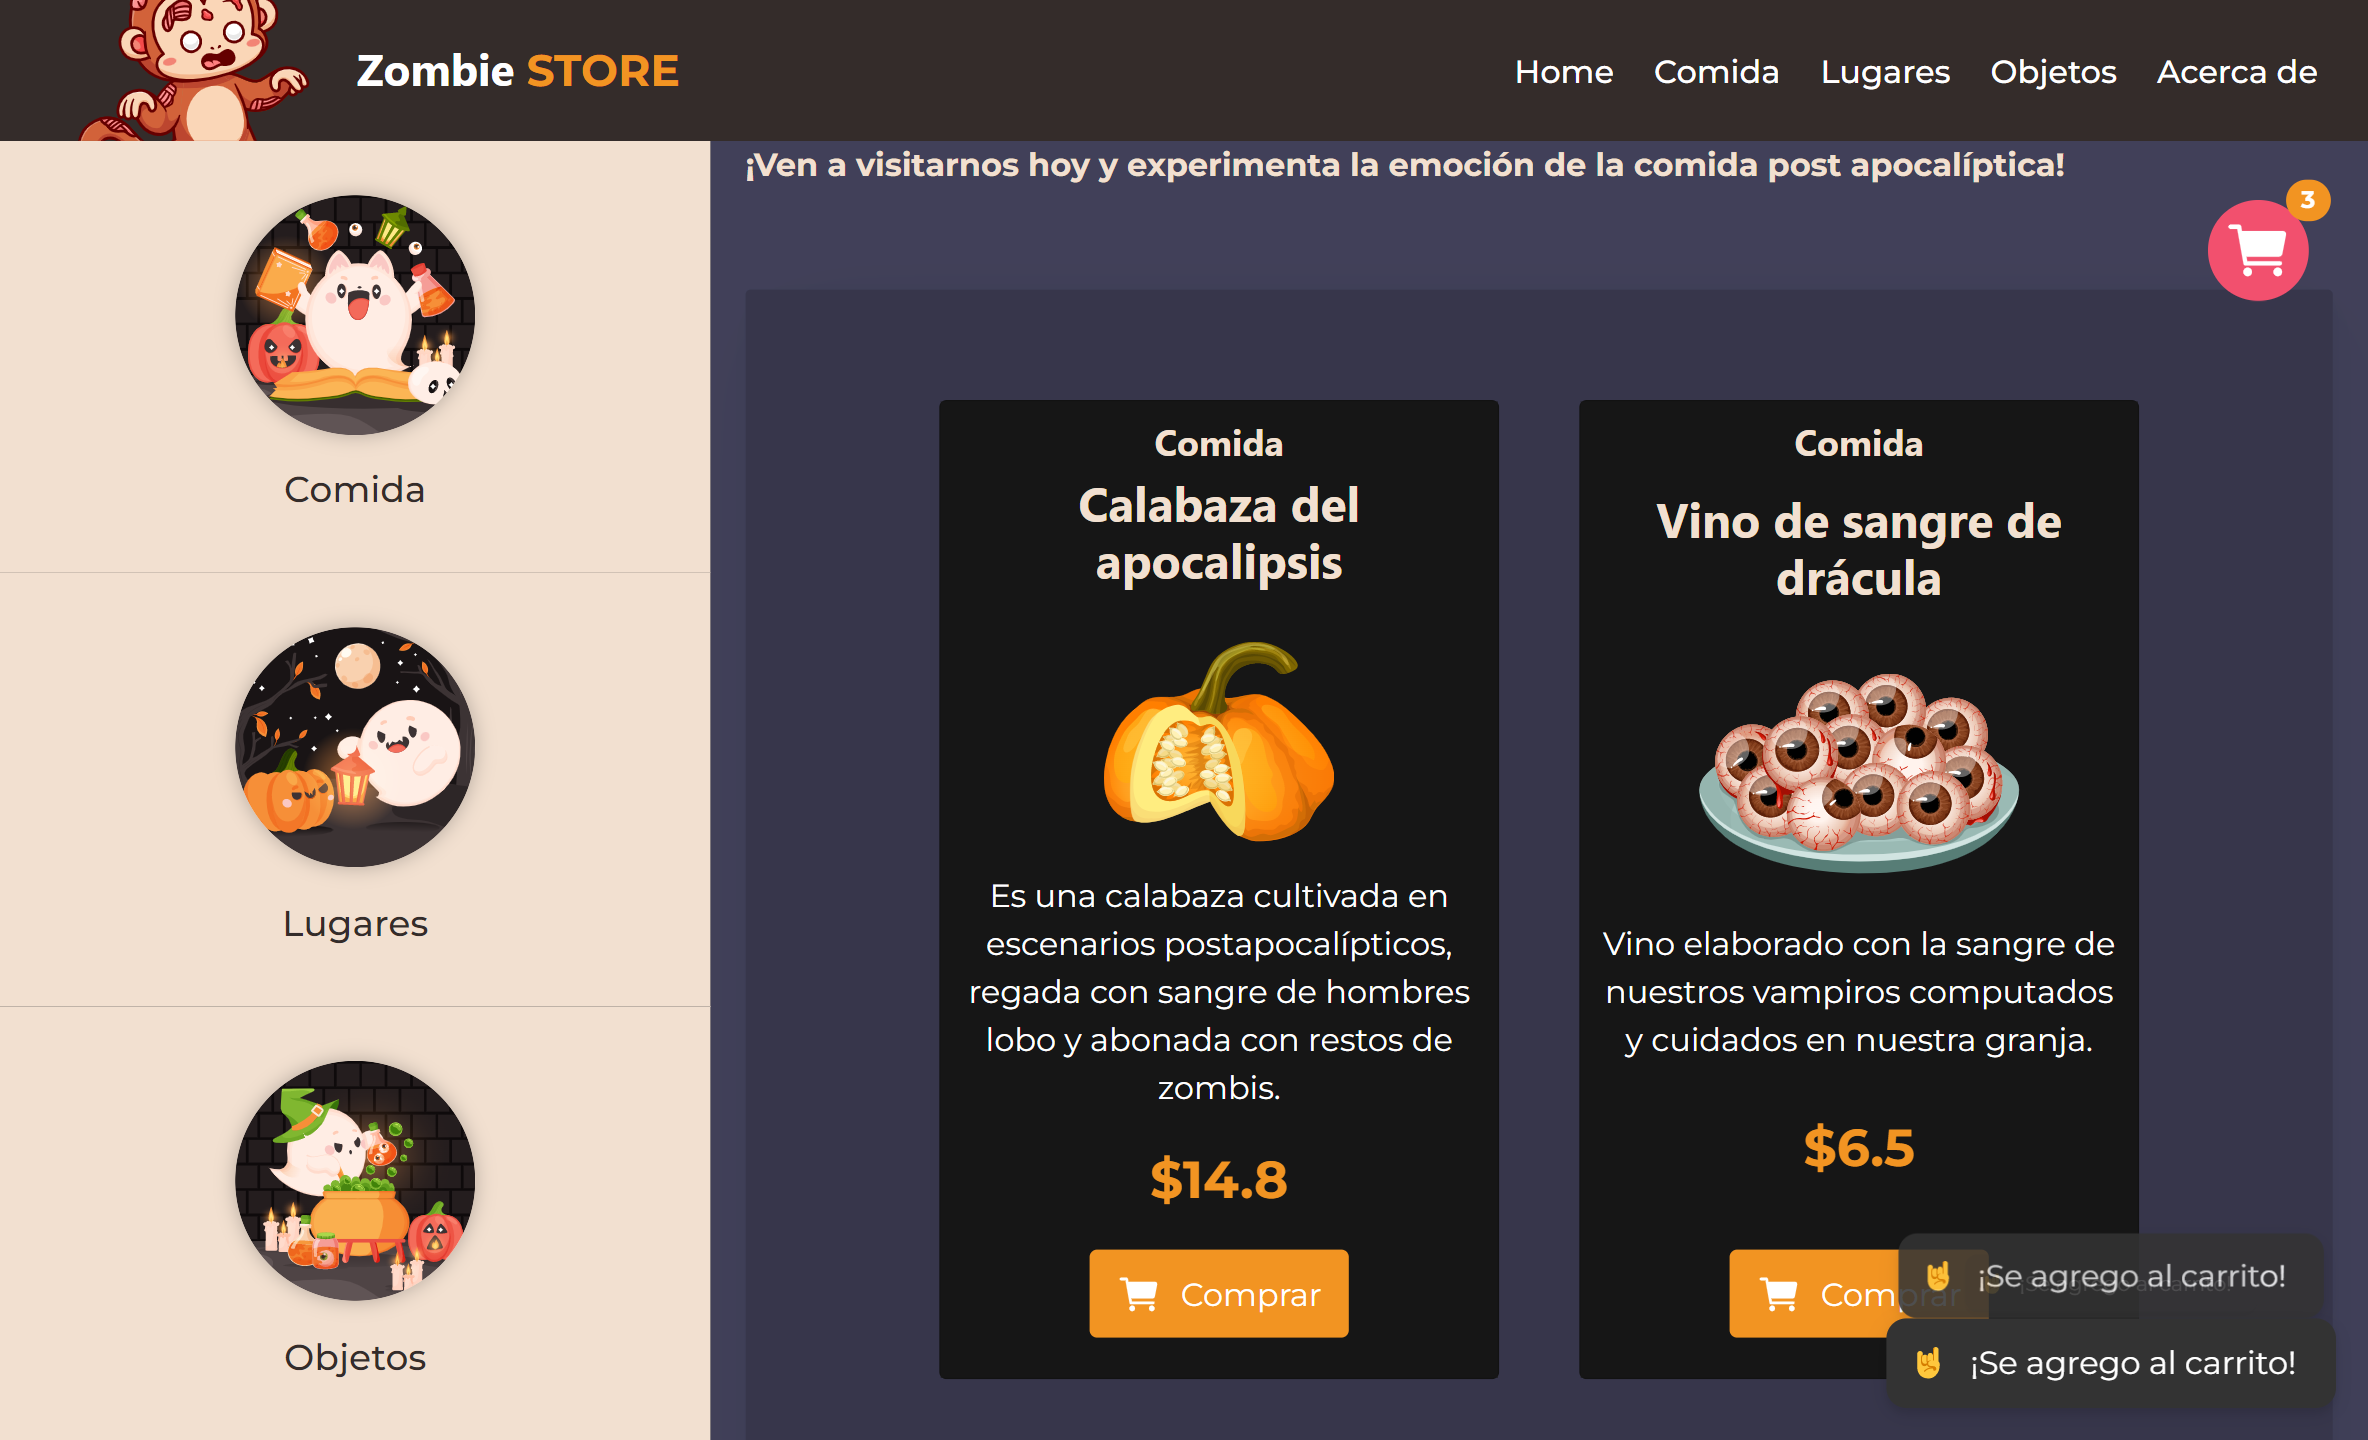 Zombie STORE
Home Comida Lugares Objetos Acerca de
Comida
Lugares
Objetos
¡Ven a visitarnos hoy y experimenta la emoción de la comida post apocalíptica!
3
Comida
Calabaza del
apocalipsis
Es una calabaza cultivada en
escenarios postapocalípticos,
regada con sangre de hombres
lobo y abonada con restos de
zombis.
$14.8
Comprar
Comida
Vino de sangre de
drácula
Vino elaborado con la sangre de
nuestros vampiros computados
y cuidados en nuestra granja.
$6.5
Comprar
¡Se agrego al carrito!
¡Se agrego al carrito!